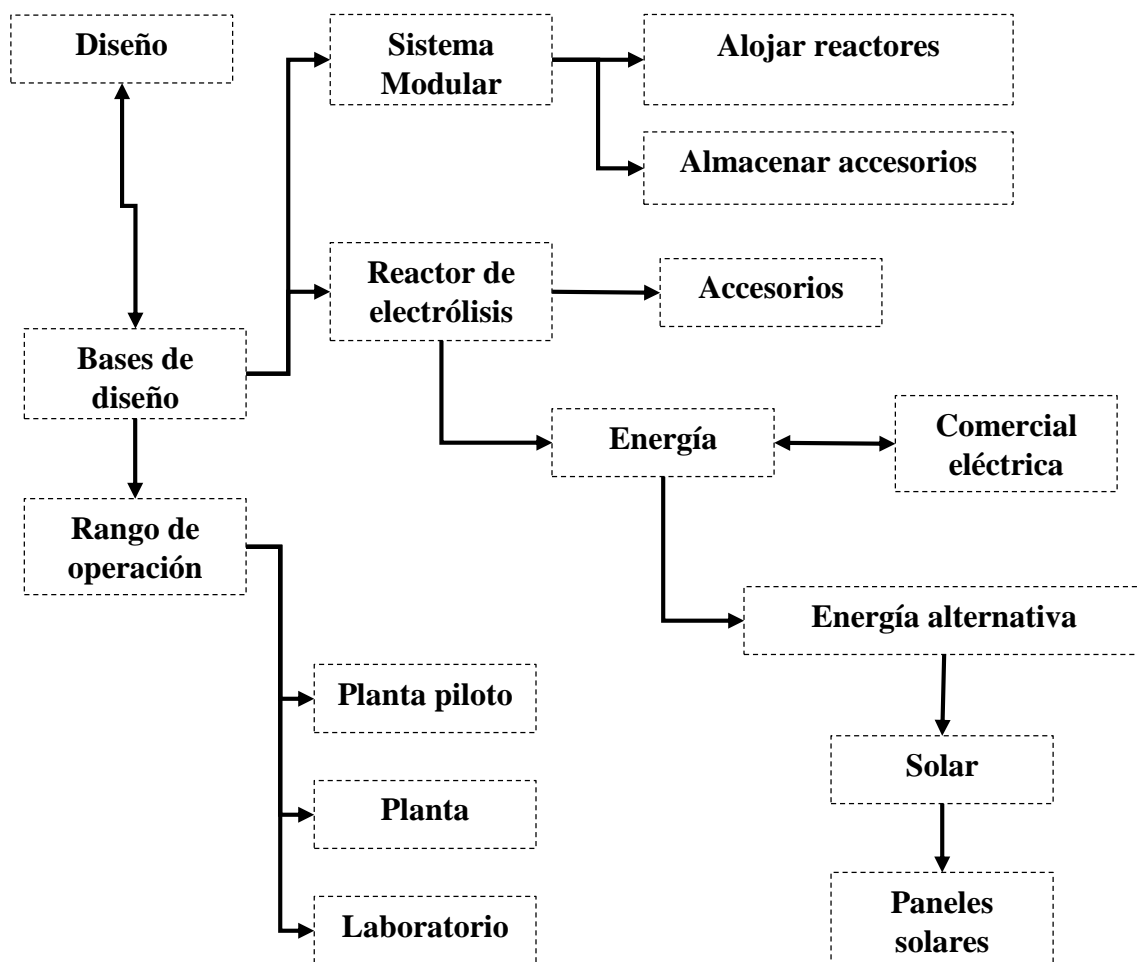 Diseño
Sistema
Modular
Alojar reactores
Almacenar accesorios
Reactor de
electrólisis
Accesorios
Bases de
diseño
Energía
Comercial
eléctrica
Rango de
operación
Energía alternativa
Planta piloto
Solar
Planta
Paneles
solares
Laboratorio